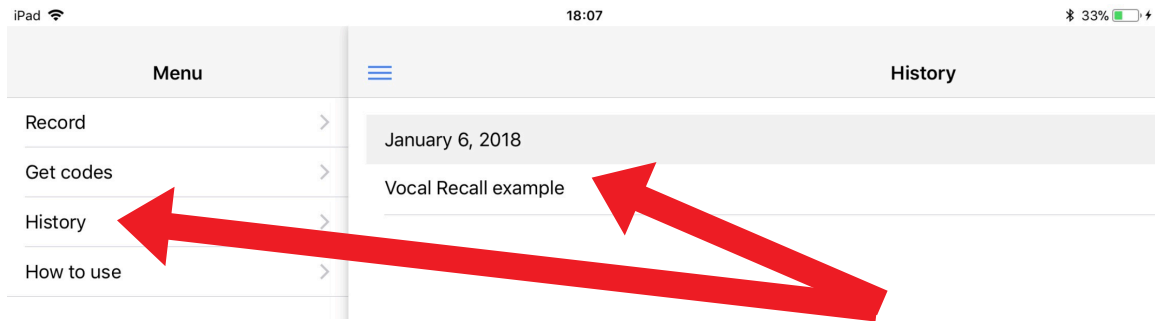 iPad 18:07 33%
Menu
History
Record
Get codes
History
How to use
January 6, 2018
Vocal Recall example